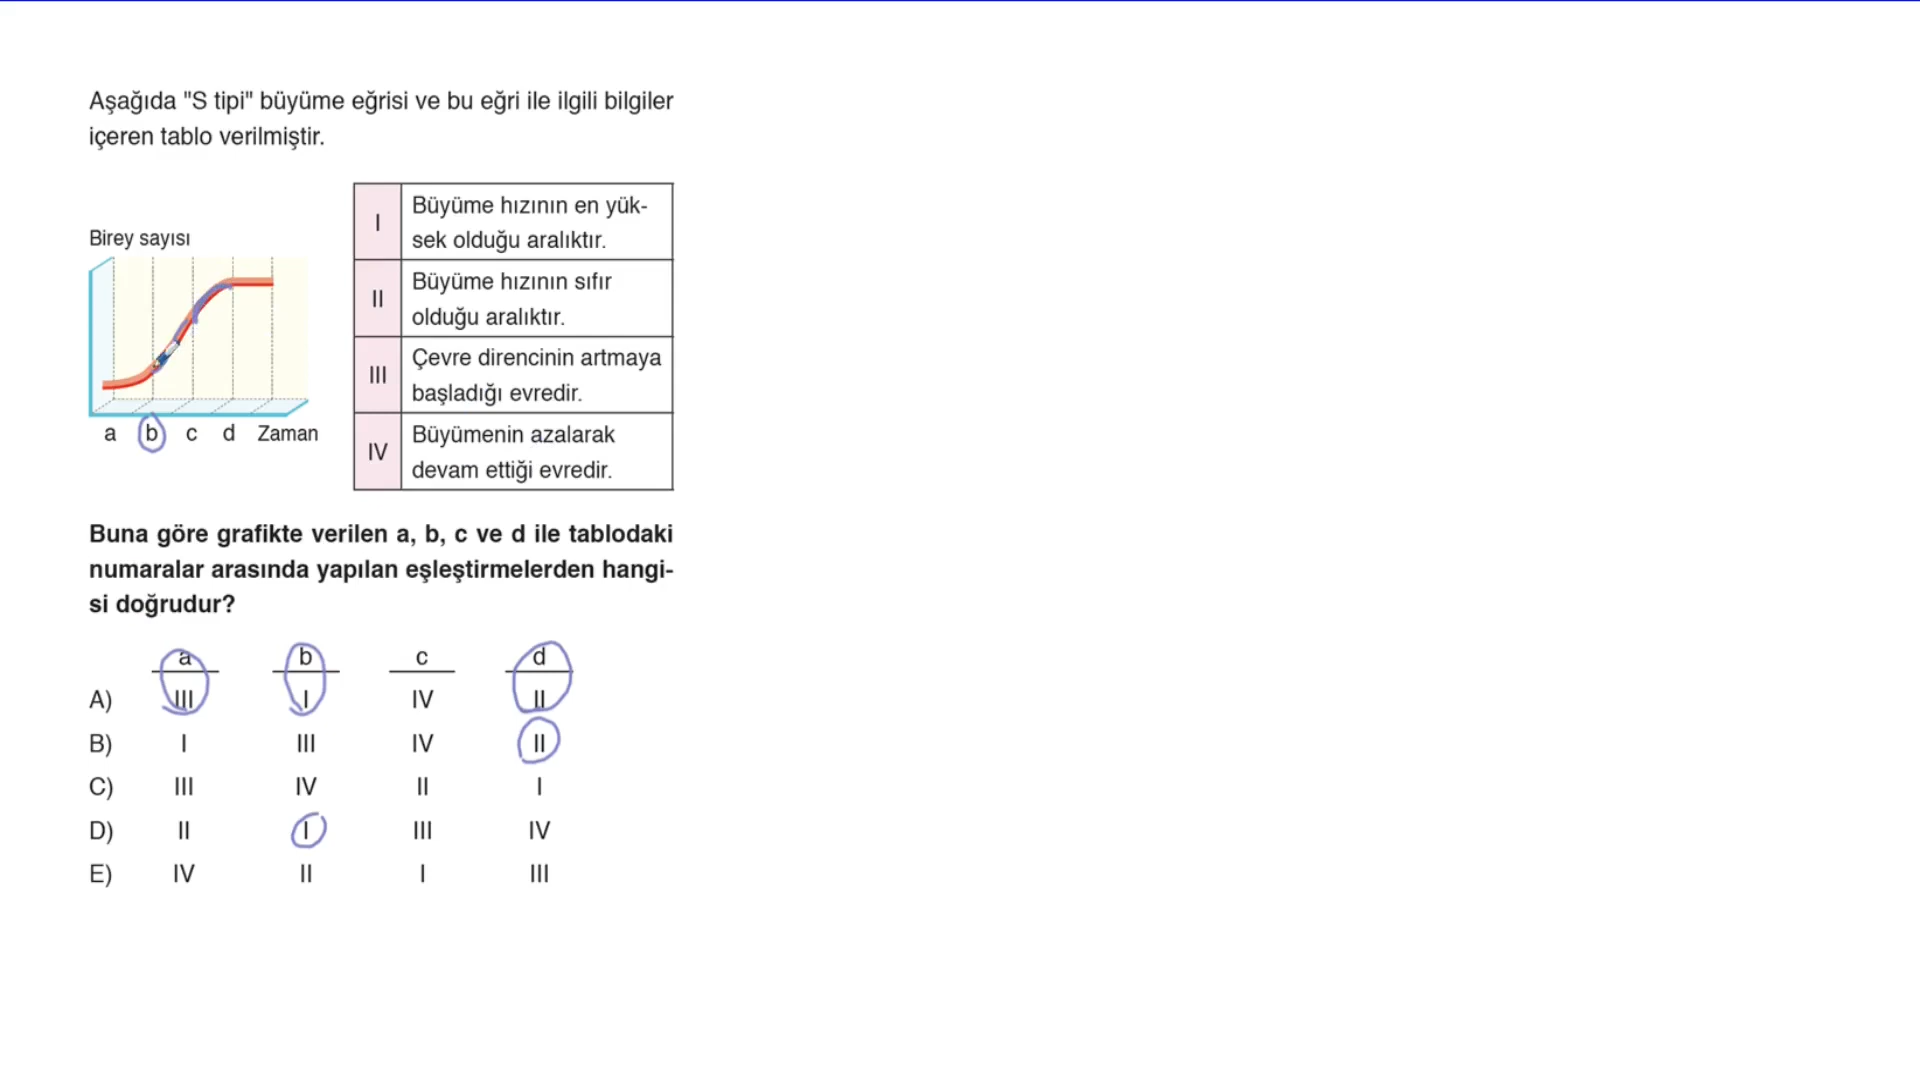 Aşağıda "S tipi" büyüme eğrisi ve bu eğri ile ilgili bilgiler
içeren tablo verilmiştir.
Birey sayısı
a b c d Zaman
I Büyüme hızının en yük-
sek olduğu aralıktır.
II Büyüme hızının sıfır
olduğu aralıktır.
III Çevre direncinin artmaya
başladığı evredir.
IV Büyümenin azalarak
devam ettiği evredir.
Buna göre grafikte verilen a, b, c ve d ile tablodaki
numaralar arasında yapılan eşleştirmelerden hangi-
si doğrudur?
a b c d
A) III I IV II
B) I III IV II
C) III IV II I
D) II I III IV
E) IV II I III